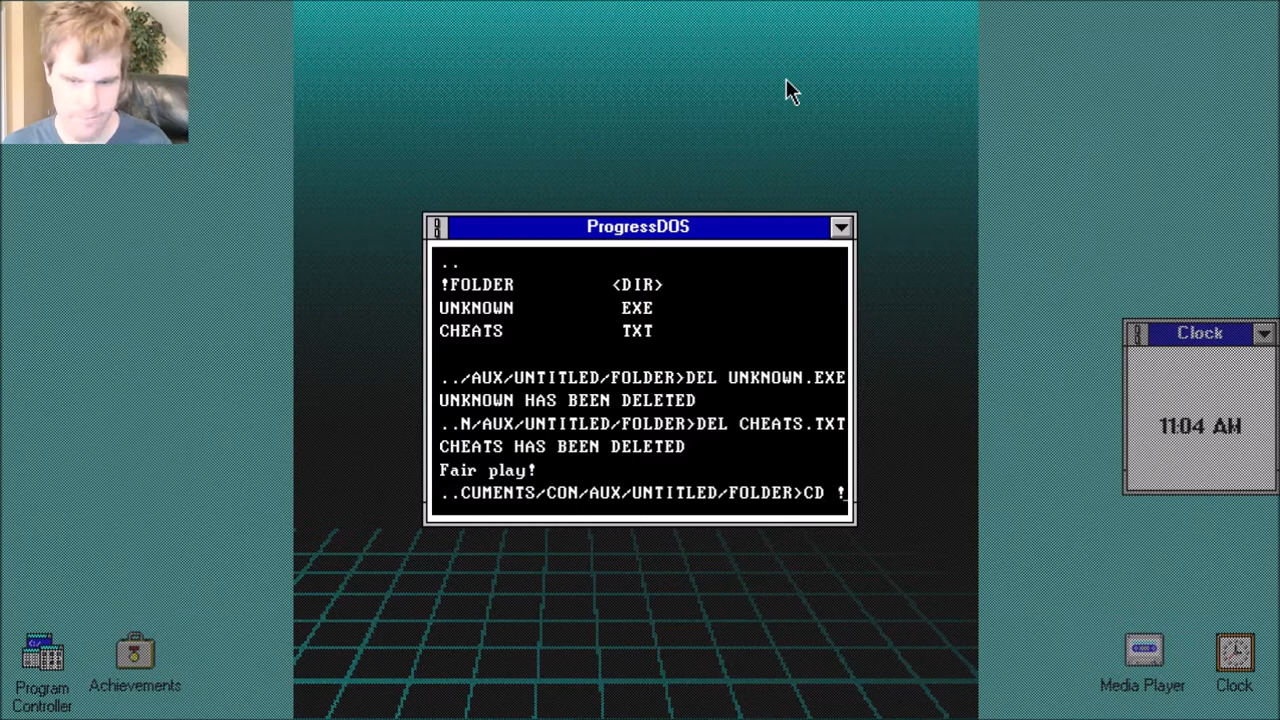 ProgressDOS
..
!FOLDER <DIR>
UNKNOWN EXE
CHEATS TXT
../AUX/UNTITLED/FOLDER>DEL UNKNOWN.EXE
UNKNOWN HAS BEEN DELETED
..N/AUX/UNTITLED/FOLDER>DEL CHEATS.TXT
CHEATS HAS BEEN DELETED
Fair play!
..CUMENTS/CON/AUX/UNTITLED/FOLDER>CD !_
Clock
11:04 AM
Program
Controller
Achievements
Media Player
Clock